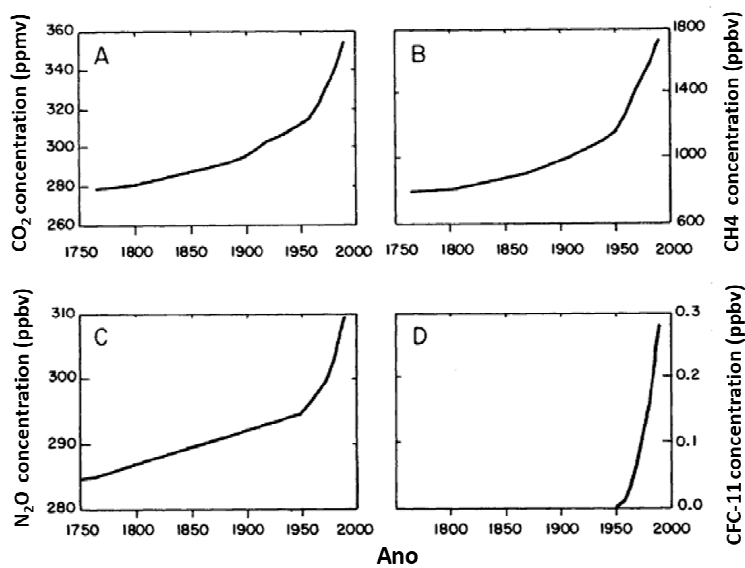 CO₂ concentration (ppmv)
360
340
320
300
280
260
A
1750 1800 1850 1900 1950 2000
B
1800
1400
1000
600
CH4 concentration (ppbv)
1750 1800 1850 1900 1950 2000
N₂O concentration (ppbv)
310
300
290
280
C
1750 1800 1850 1900 1950 2000
D
0.3
0.2
0.1
0.0
CFC-11 concentration (ppbv)
1800 1850 1900 1950 2000
Ano